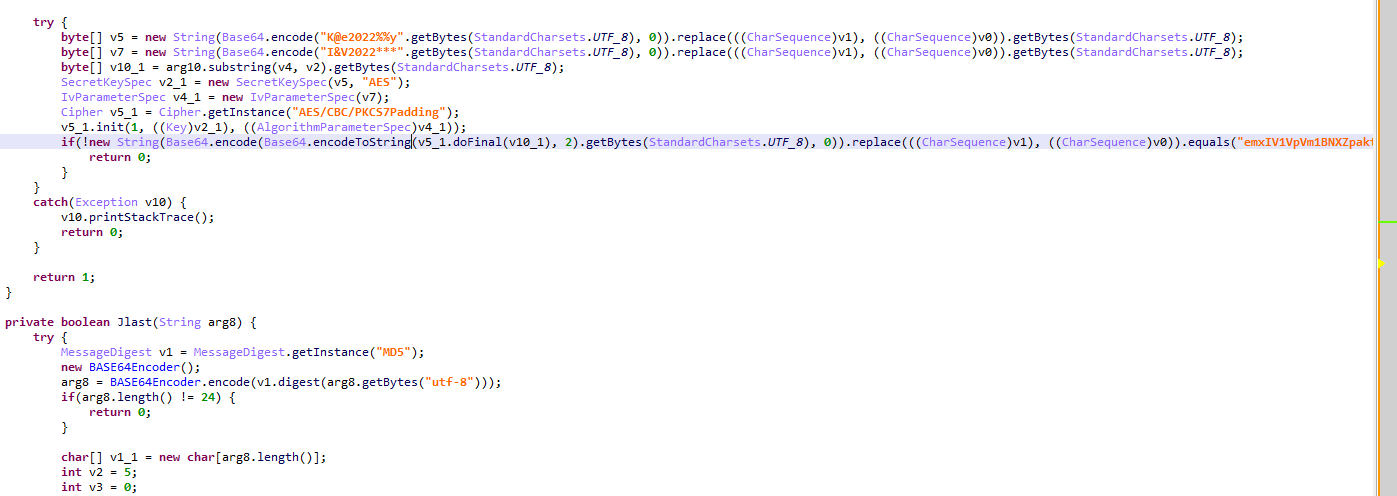 try {
byte[] v5 = new String(Base64.encode("K@e2022%%y".getBytes(StandardCharsets.UTF_8), 0)).replace(((CharSequence)v1), ((CharSequence)v0)).getBytes(StandardCharsets.UTF_8);
byte[] v7 = new String(Base64.encode("I&V2022***".getBytes(StandardCharsets.UTF_8), 0)).replace(((CharSequence)v1), ((CharSequence)v0)).getBytes(StandardCharsets.UTF_8);
byte[] v10_1 = arg10.substring(v4, v2).getBytes(StandardCharsets.UTF_8);
SecretKeySpec v2_1 = new SecretKeySpec(v5, "AES");
IvParameterSpec v4_1 = new IvParameterSpec(v7);
Cipher v5_1 = Cipher.getInstance("AES/CBC/PKCS7Padding");
v5_1.init(1, ((Key)v2_1), ((AlgorithmParameterSpec)v4_1));
if(!new String(Base64.encode(Base64.encodeToString(v5_1.doFinal(v10_1), 2).getBytes(StandardCharsets.UTF_8), 0)).replace(((CharSequence)v1), ((CharSequence)v0)).equals("emxIV1VpVm1BNXZpak
return 0;
}
}
catch(Exception v10) {
v10.printStackTrace();
return 0;
}
return 1;
}
private boolean Jlast(String arg8) {
try {
MessageDigest v1 = MessageDigest.getInstance("MD5");
new BASE64Encoder();
arg8 = BASE64Encoder.encode(v1.digest(arg8.getBytes("utf-8")));
if(arg8.length() != 24) {
return 0;
}
char[] v1_1 = new char[arg8.length()];
int v2 = 5;
int v3 = 0;